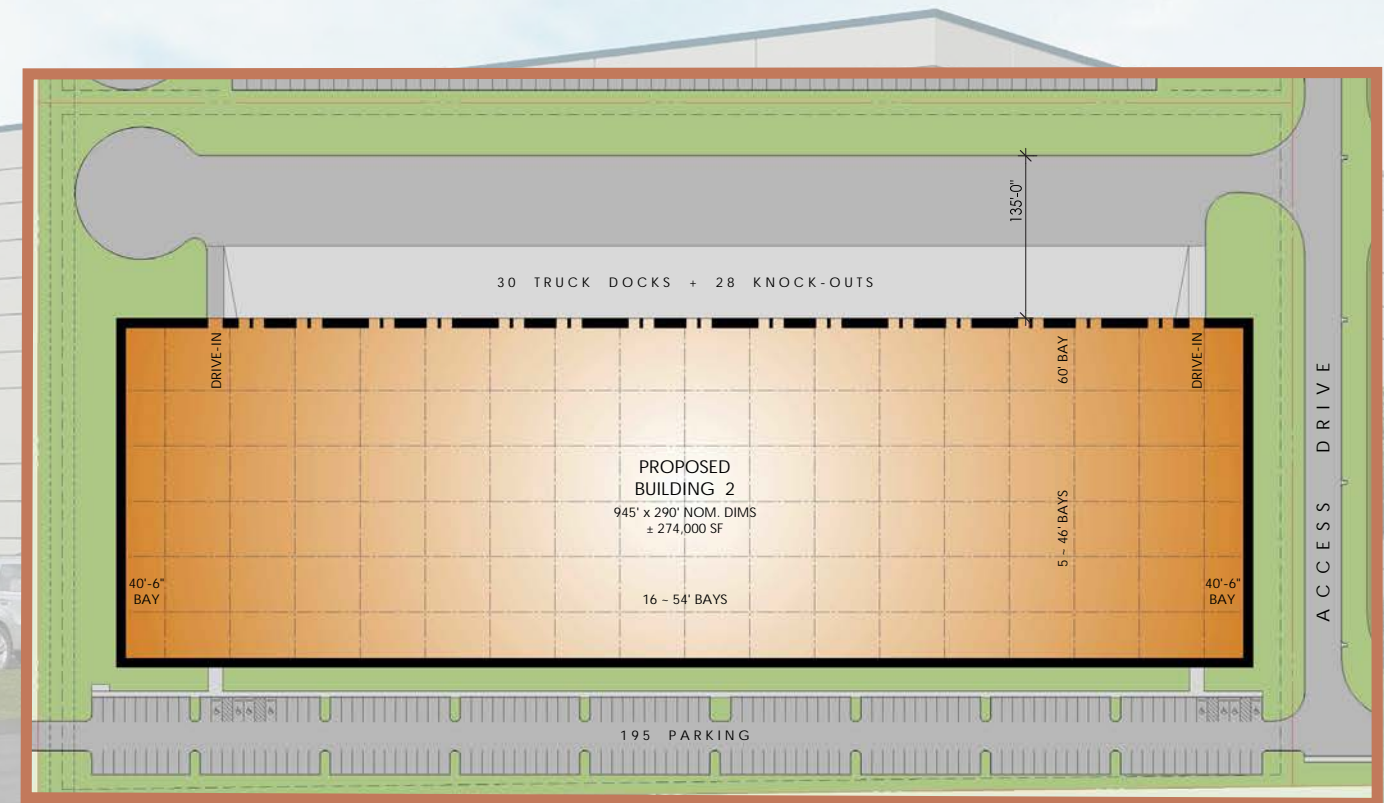 135'-0"
30 TRUCK DOCKS + 28 KNOCK-OUTS
DRIVE-IN
60' BAY
DRIVE-IN
ACCESS DRIVE
PROPOSED
BUILDING 2
945' x 290' NOM. DIMS
± 274,000 SF
5 ~ 46' BAYS
40'-6"
BAY
16 ~ 54' BAYS
40'-6"
BAY
195 PARKING